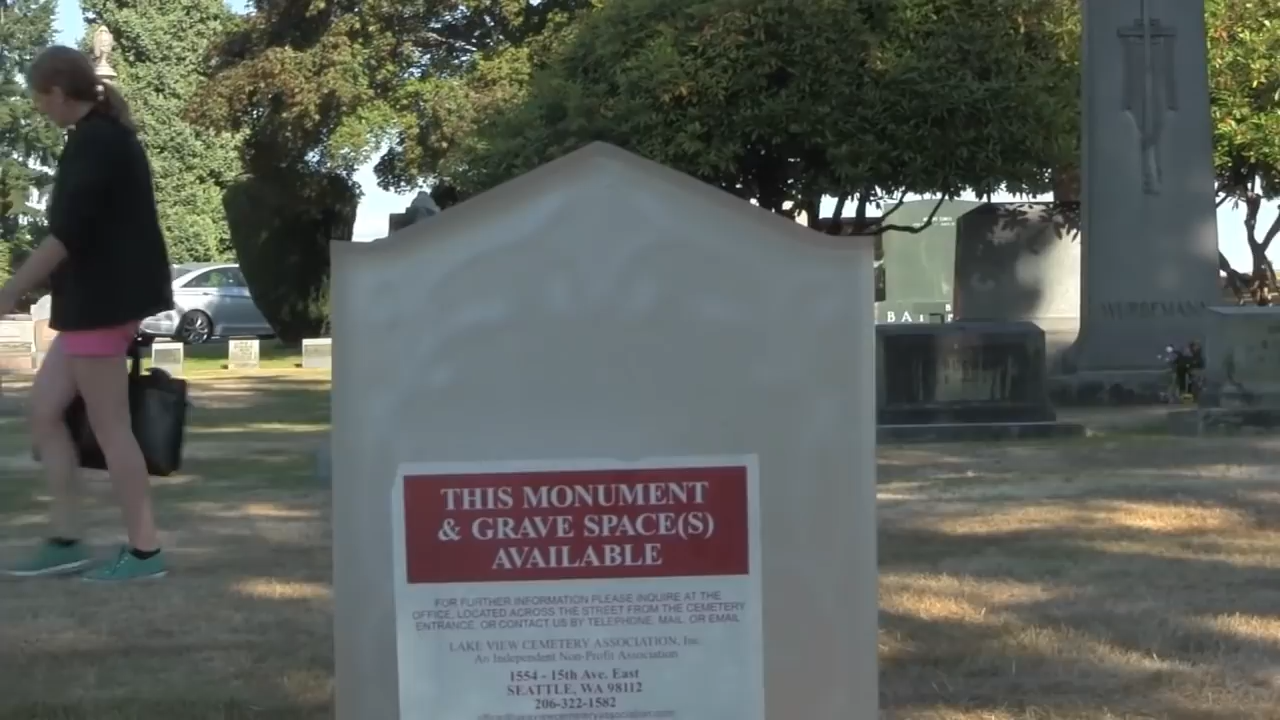 THIS MONUMENT
& GRAVE SPACE(S)
AVAILABLE
FOR FURTHER INFORMATION PLEASE INQUIRE AT THE
OFFICE, LOCATED ACROSS THE STREET FROM THE CEMETERY
ENTRANCE, OR CONTACT US BY TELEPHONE, MAIL, OR EMAIL
LAKE VIEW CEMETERY ASSOCIATION, Inc.
An Independent Non-Profit Association
1554 - 15th Ave. East
SEATTLE, WA 98112
206-322-1582